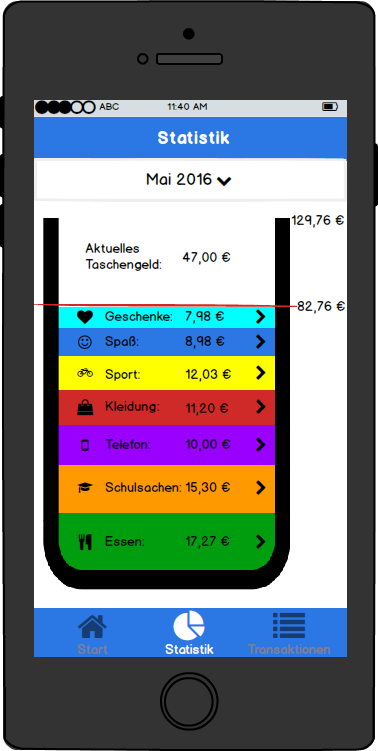 ABC 11:40 AM
Statistik
Mai 2016
129,76 €
Aktuelles
Taschengeld: 47,00 €
82,76 €
Geschenke: 7,98 €
Spaß: 8,98 €
Sport: 12,03 €
Kleidung: 11,20 €
Telefon: 10,00 €
Schulsachen: 15,30 €
Essen: 17,27 €
Start Statistik Transaktionen